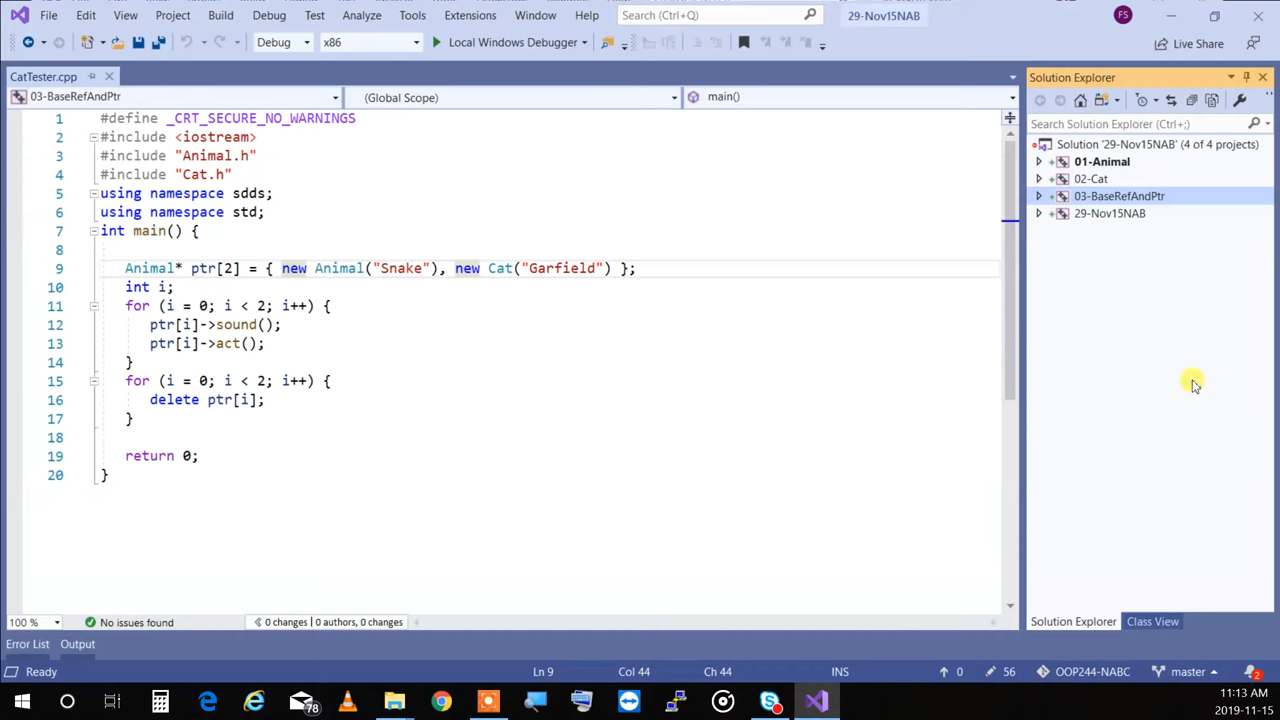 File Edit View Project Build Debug Test Analyze Tools Extensions Window Help Search (Ctrl+Q) 29-Nov15NAB FS
Debug x86 Local Windows Debugger Live Share
CatTester.cpp
03-BaseRefAndPtr (Global Scope) main()
1 #define _CRT_SECURE_NO_WARNINGS
2 #include <iostream>
3 #include "Animal.h"
4 #include "Cat.h"
5 using namespace sdds;
6 using namespace std;
7 int main() {
8
9 Animal* ptr[2] = { new Animal("Snake"), new Cat("Garfield") };
10 int i;
11 for (i = 0; i < 2; i++) {
12 ptr[i]->sound();
13 ptr[i]->act();
14 }
15 for (i = 0; i < 2; i++) {
16 delete ptr[i];
17 }
18
19 return 0;
20 }
100 % No issues found 0 changes | 0 authors, 0 changes
Solution Explorer
Search Solution Explorer (Ctrl+;)
Solution '29-Nov15NAB' (4 of 4 projects)
01-Animal
02-Cat
03-BaseRefAndPtr
29-Nov15NAB
Solution Explorer Class View
Error List Output
Ready Ln 9 Col 44 Ch 44 INS 0 56 OOP244-NABC master 2
78
11:13 AM
2019-11-15